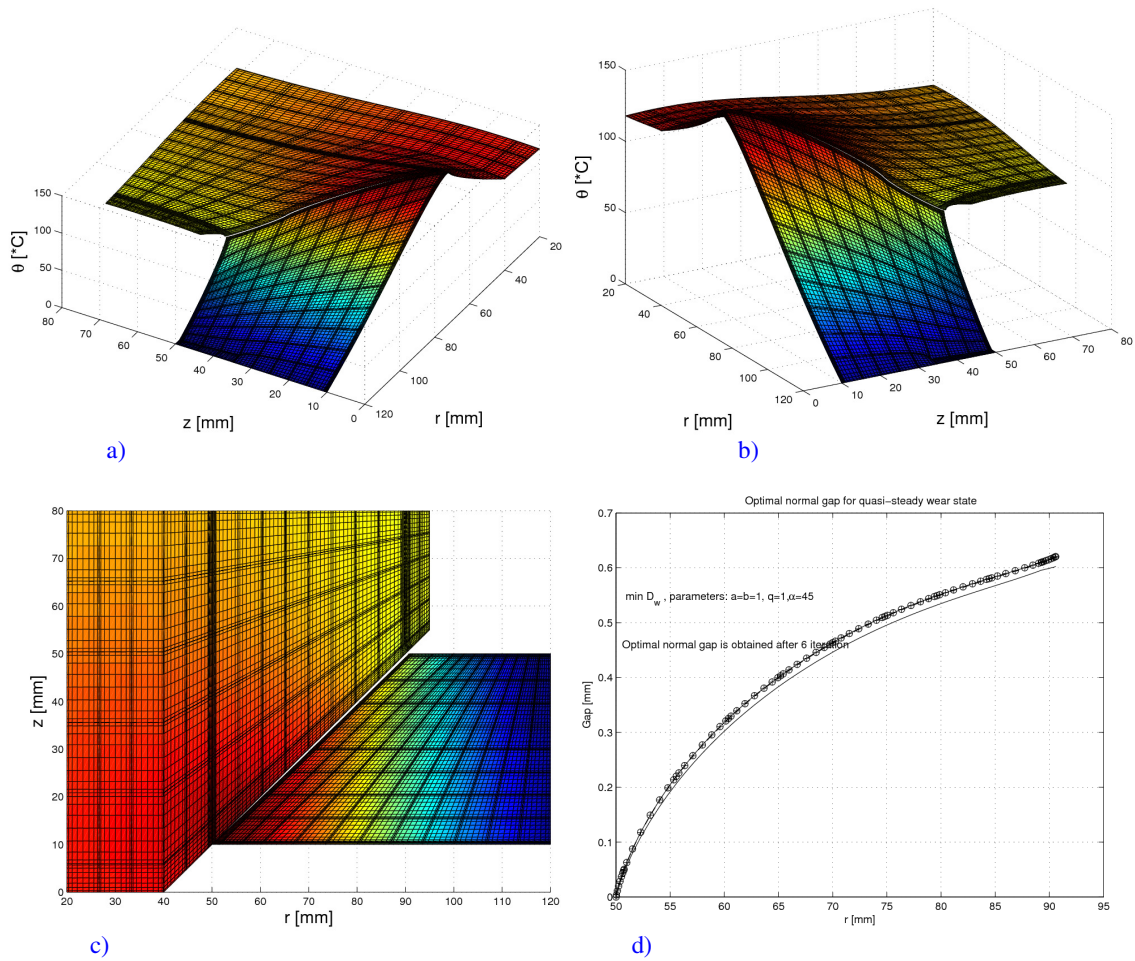 150
100
50
0
θ [*C]
80
70
60
50
40
30
20
10
0
z [mm]
20
40
60
80
100
120
r [mm]
a)
150
100
50
0
θ [*C]
20
40
60
80
100
120
r [mm]
0
10
20
30
40
50
60
70
80
z [mm]
b)
80
70
60
50
40
30
20
10
0
z [mm]
20 30 40 50 60 70 80 90 100 110 120
r [mm]
c)
Optimal normal gap for quasi−steady wear state
0.7
0.6
0.5
0.4
0.3
0.2
0.1
0
Gap [mm]
min D_w , parameters: a=b=1, q=1,α=45
Optimal normal gap is obtained after 6 iteration
50 55 60 65 70 75 80 85 90 95
r [mm]
d)